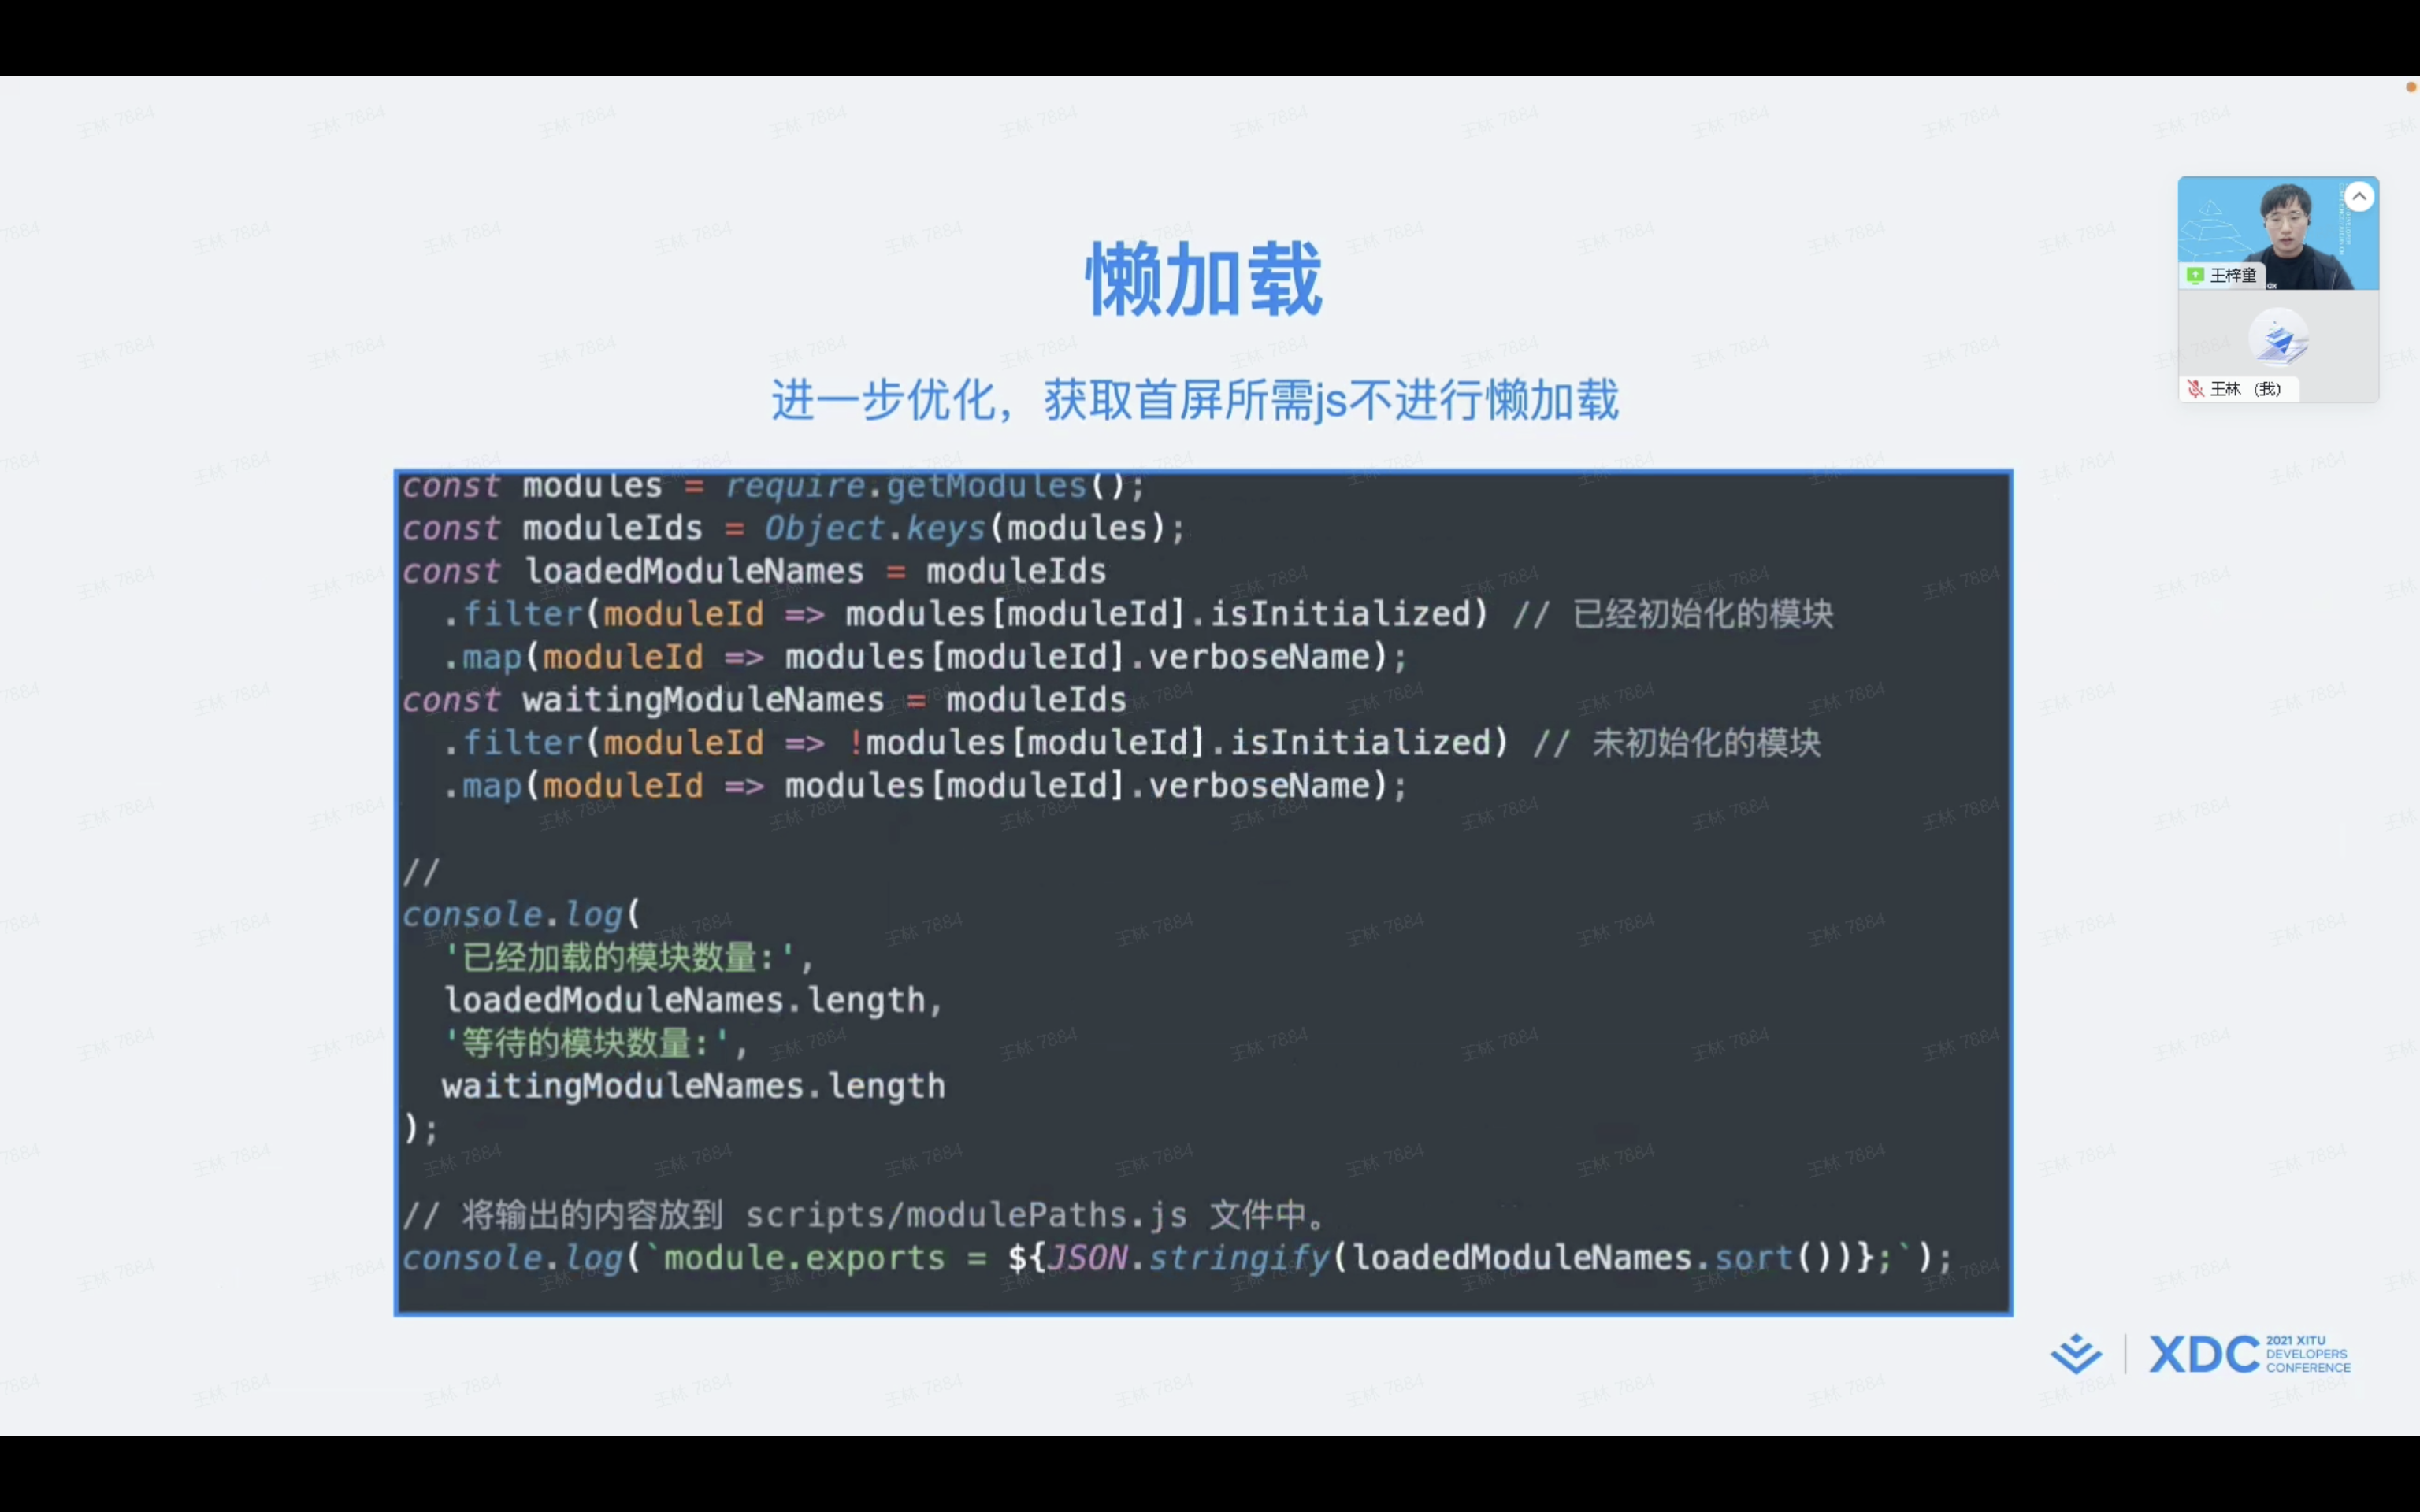 懒加载
进一步优化，获取首屏所需js不进行懒加载
const modules = require.getModules();
const moduleIds = Object.keys(modules);
const loadedModuleNames = moduleIds
  .filter(moduleId => modules[moduleId].isInitialized) // 已经初始化的模块
  .map(moduleId => modules[moduleId].verboseName);
const waitingModuleNames = moduleIds
  .filter(moduleId => !modules[moduleId].isInitialized) // 未初始化的模块
  .map(moduleId => modules[moduleId].verboseName);
//
console.log(
  '已经加载的模块数量:',
  loadedModuleNames.length,
  '等待的模块数量:',
  waitingModuleNames.length
);
// 将输出的内容放到 scripts/modulePaths.js 文件中。
console.log(`module.exports = ${JSON.stringify(loadedModuleNames.sort())};`);
王梓童
王林 （我）
XDC
2021 XITU
DEVELOPERS
CONFERENCE
王林 7884